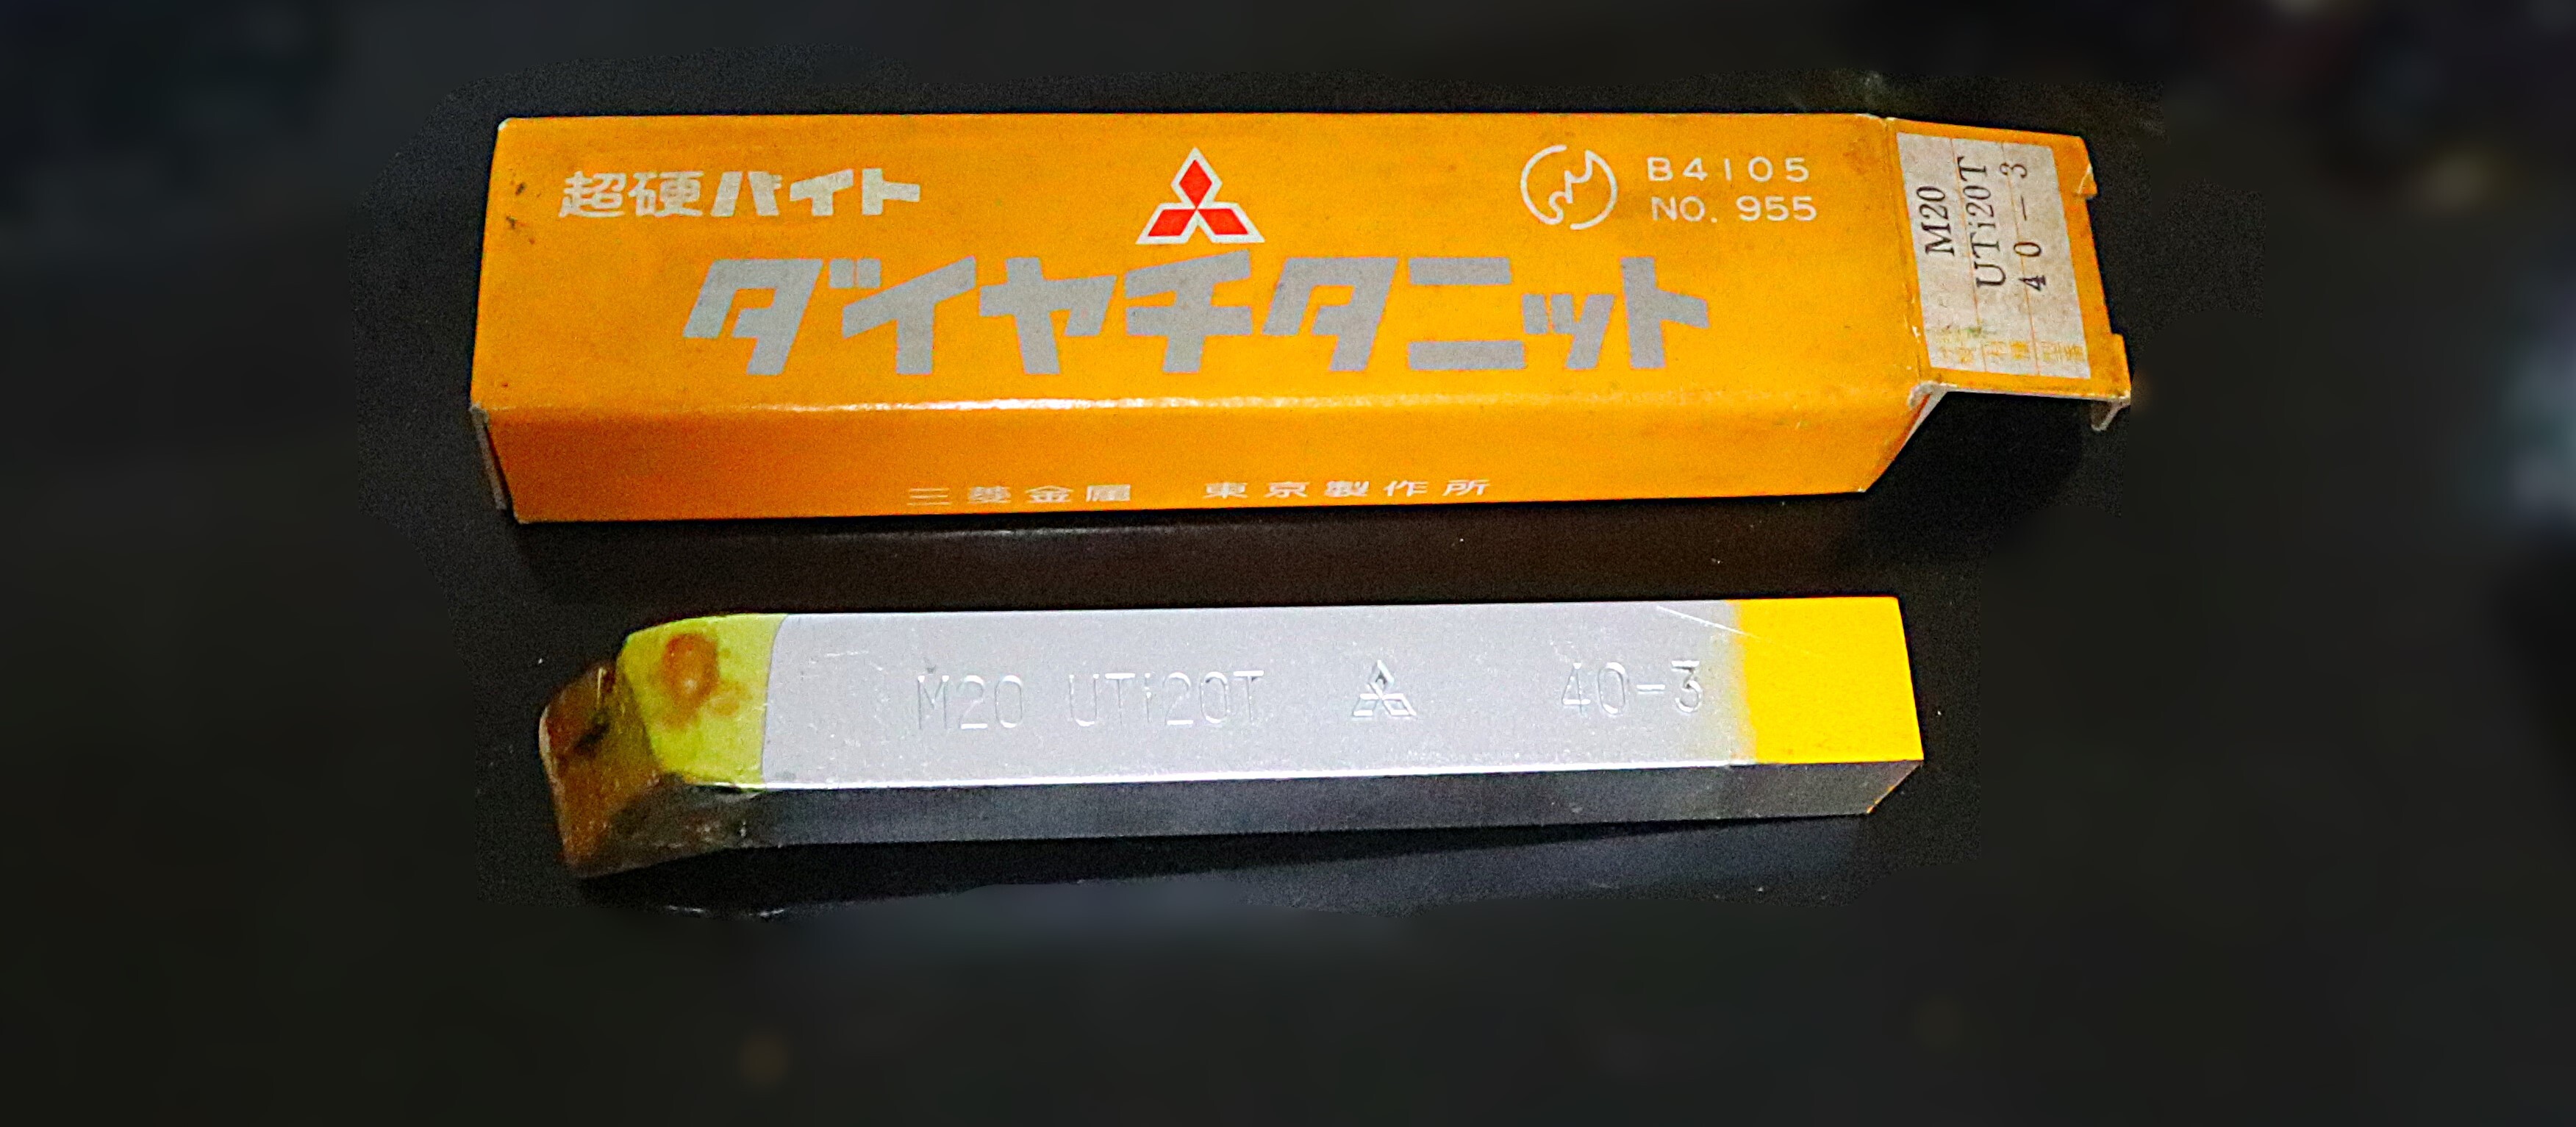 超硬バイト
B4105
NO. 955
ダイヤチタニット
三菱金属 東京製作所
M20
UTi20T
40-3
M20 UTi20T 40-3